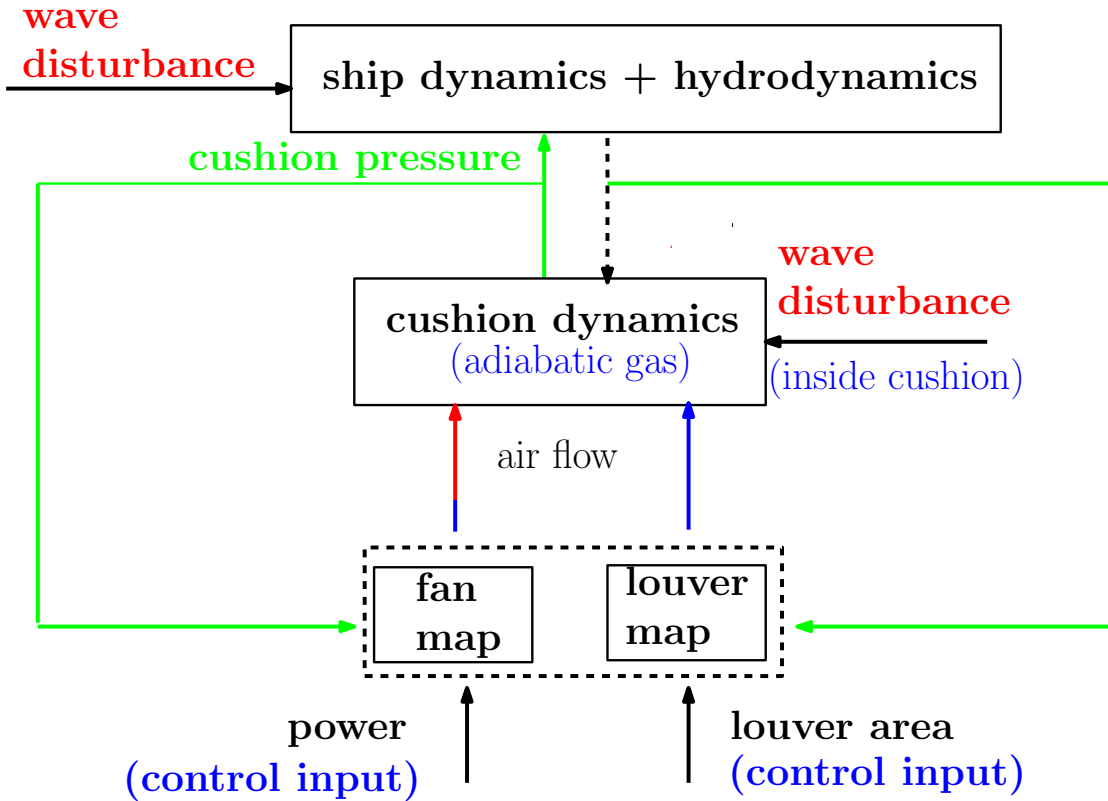 wave
disturbance
ship dynamics + hydrodynamics
cushion pressure
wave
disturbance
(inside cushion)
cushion dynamics
(adiabatic gas)
air flow
fan
map
louver
map
power
(control input)
louver area
(control input)